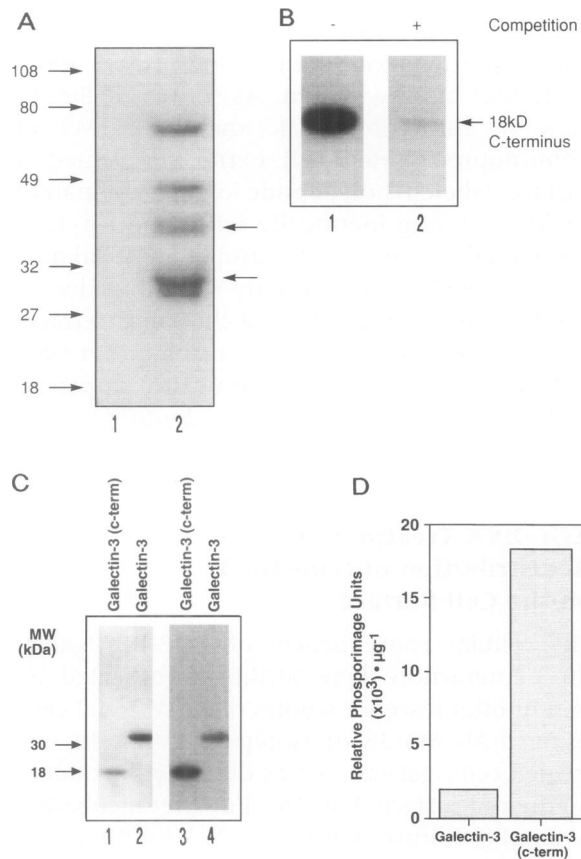 A
108
80
49
32
27
18
1 2
B
- + Competition
18kD
C-terminus
1 2
C
Galectin-3 (c-term)
Galectin-3
Galectin-3 (c-term)
Galectin-3
MW
(kDa)
30
18
1 2 3 4
D
Relative Phosporimage Units
(x10³) • µg⁻¹
20
15
10
5
0
Galectin-3
Galectin-3
(c-term)